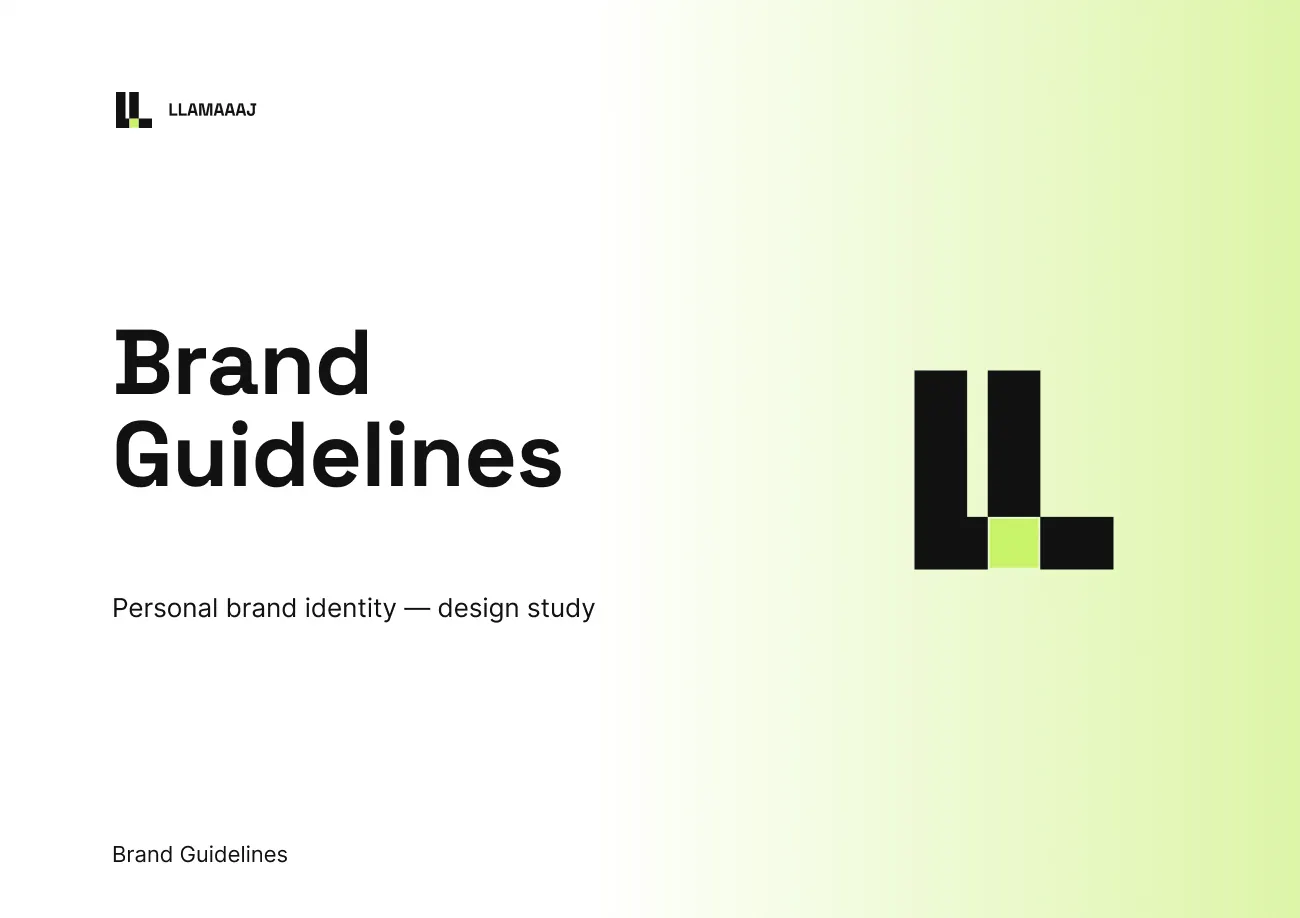 LLAMAAAJ
Brand
Guidelines
Personal brand identity — design study
Brand Guidelines